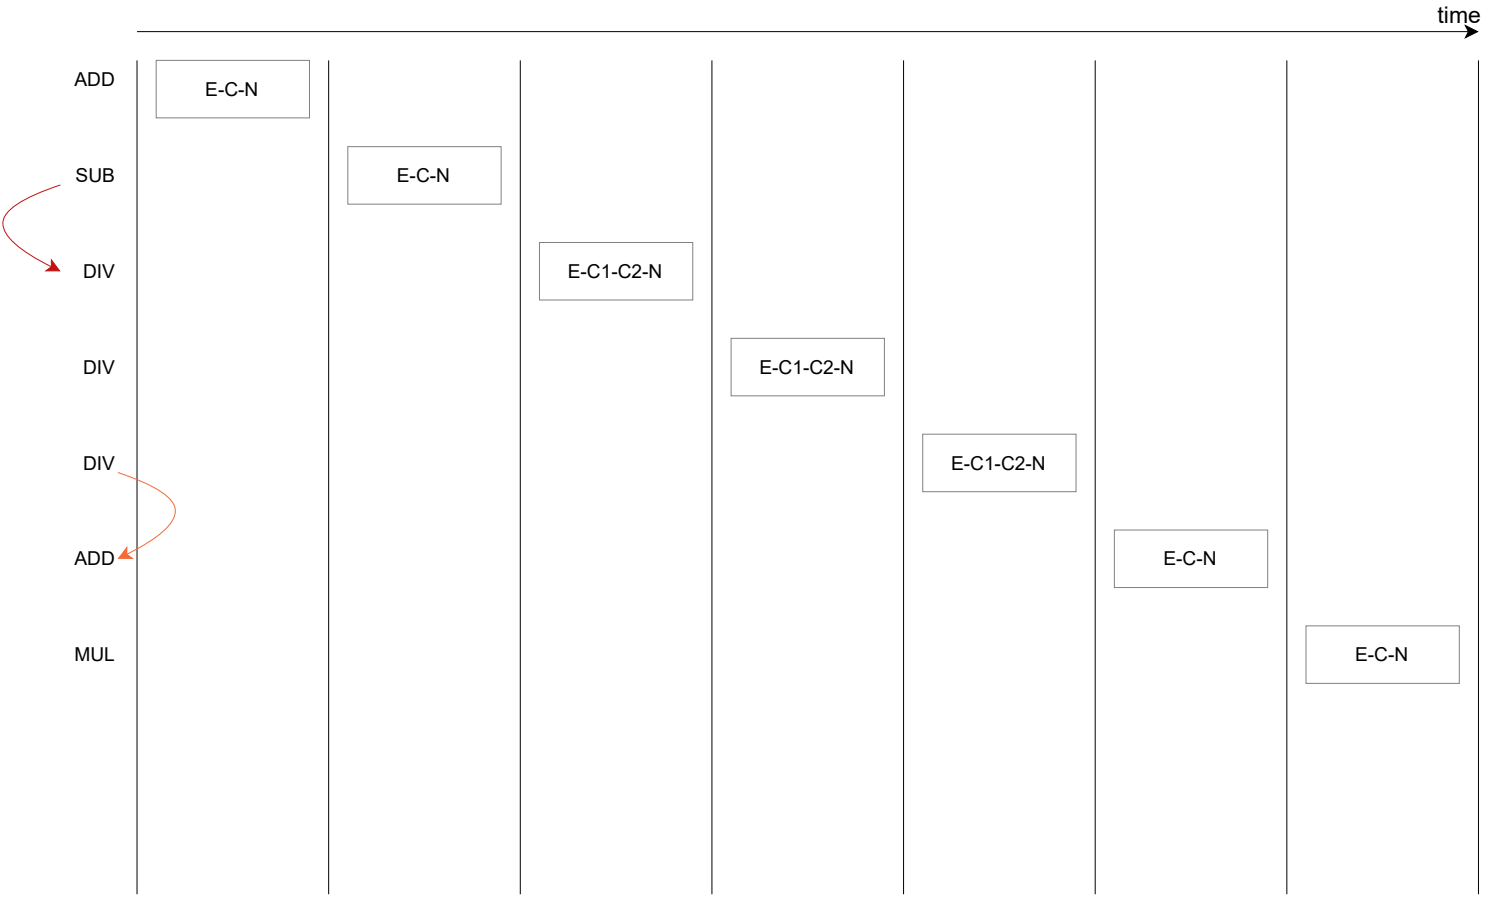 time
ADD
E-C-N
SUB
E-C-N
DIV
E-C1-C2-N
DIV
E-C1-C2-N
DIV
E-C1-C2-N
ADD
E-C-N
MUL
E-C-N